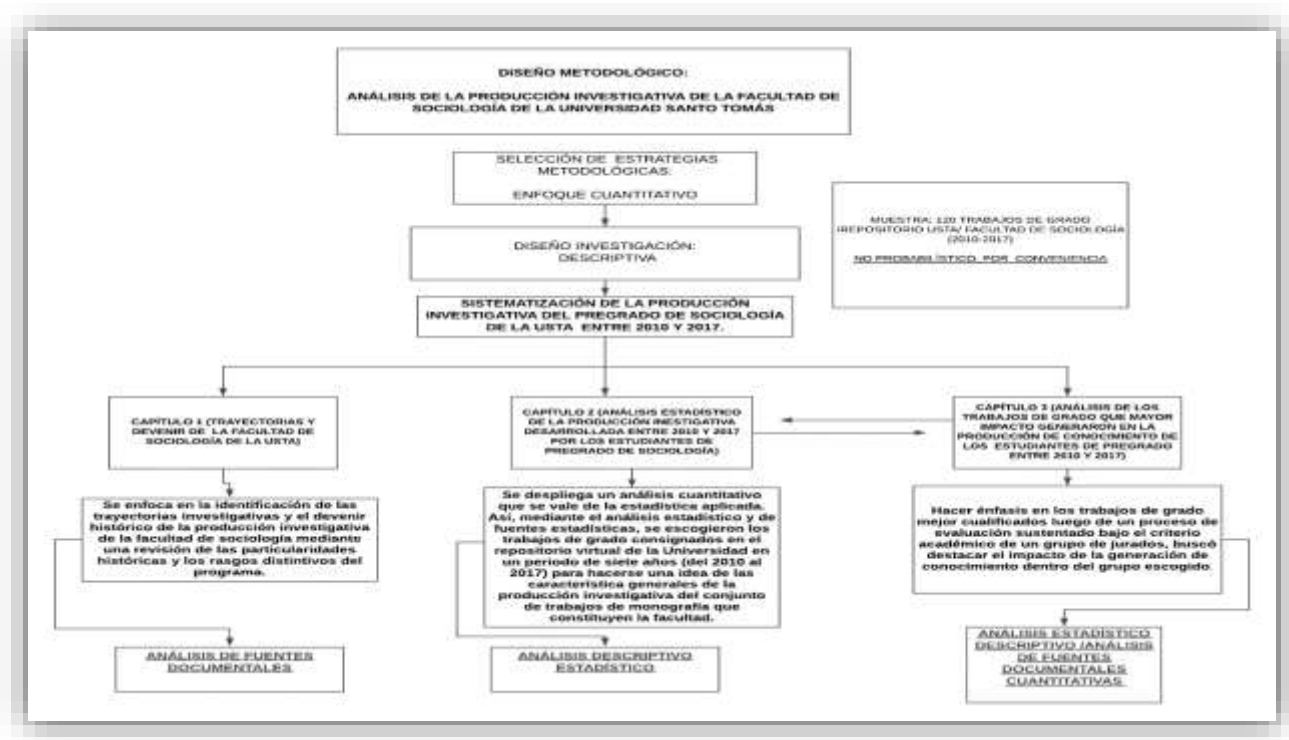 DISEÑO METODOLÓGICO:
ANÁLISIS DE LA PRODUCCIÓN INVESTIGATIVA DE LA FACULTAD DE
SOCIOLOGÍA DE LA UNIVERSIDAD SANTO TOMÁS
SELECCIÓN DE ESTRATEGIAS
METODOLÓGICAS.
ENFOQUE CUANTITATIVO
MUESTRA: 120 TRABAJOS DE GRADO
(REPOSITORIO USTA/ FACULTAD DE SOCIOLOGÍA
(2010-2017)
NO PROBABILÍSTICO POR CONVENIENCIA
DISEÑO INVESTIGACIÓN:
DESCRIPTIVA
SISTEMATIZACIÓN DE LA PRODUCCIÓN
INVESTIGATIVA DEL PREGRADO DE SOCIOLOGÍA
DE LA USTA ENTRE 2010 Y 2017.
CAPÍTULO 1 (TRAYECTORIAS Y
DEVENIR DE LA FACULTAD DE
SOCIOLOGÍA DE LA USTA)
Se enfoca en la identificación de las
trayectorias investigativas y el devenir
histórico de la producción investigativa
de la facultad de sociología mediante
una revisión de las particularidades
históricas y los rasgos distintivos del
programa.
ANÁLISIS DE FUENTES
DOCUMENTALES
CAPÍTULO 2 (ANÁLISIS ESTADÍSTICO
DE LA PRODUCCIÓN INESTIGATIVA
DESARROLLADA ENTRE 2010 Y 2017
POR LOS ESTUDIANTES DE
PREGRADO DE SOCIOLOGÍA)
Se despliega un análisis cuantitativo
que se vale de la estadística aplicada.
Así, mediante el análisis estadístico y de
fuentes estadísticas, se escogieron los
trabajos de grado consignados en el
repositorio virtual de la Universidad en
un periodo de siete años (del 2010 al
2017) para hacerse una idea de las
característica generales de la
producción investigativa del conjunto
de trabajos de monografía que
constituyen la facultad.
ANÁLISIS DESCRIPTIVO
ESTADÍSTICO
CAPÍTULO 3 (ANÁLISIS DE LOS
TRABAJOS DE GRADO QUE MAYOR
IMPACTO GENERARON EN LA
PRODUCCIÓN DE CONOCIMIENTO DE
LOS ESTUDIANTES DE PREGRADO
ENTRE 2010 Y 2017)
Hacer énfasis en los trabajos de grado
mejor cualificados luego de un proceso de
evaluación sustentado bajo el criterio
académico de un grupo de jurados, buscó
destacar el impacto de la generación de
conocimiento dentro del grupo escogido.
ANÁLISIS ESTADÍSTICO
DESCRIPTIVO /ANÁLISIS
DE FUENTES
DOCUMENTALES
CUANTITATIVAS